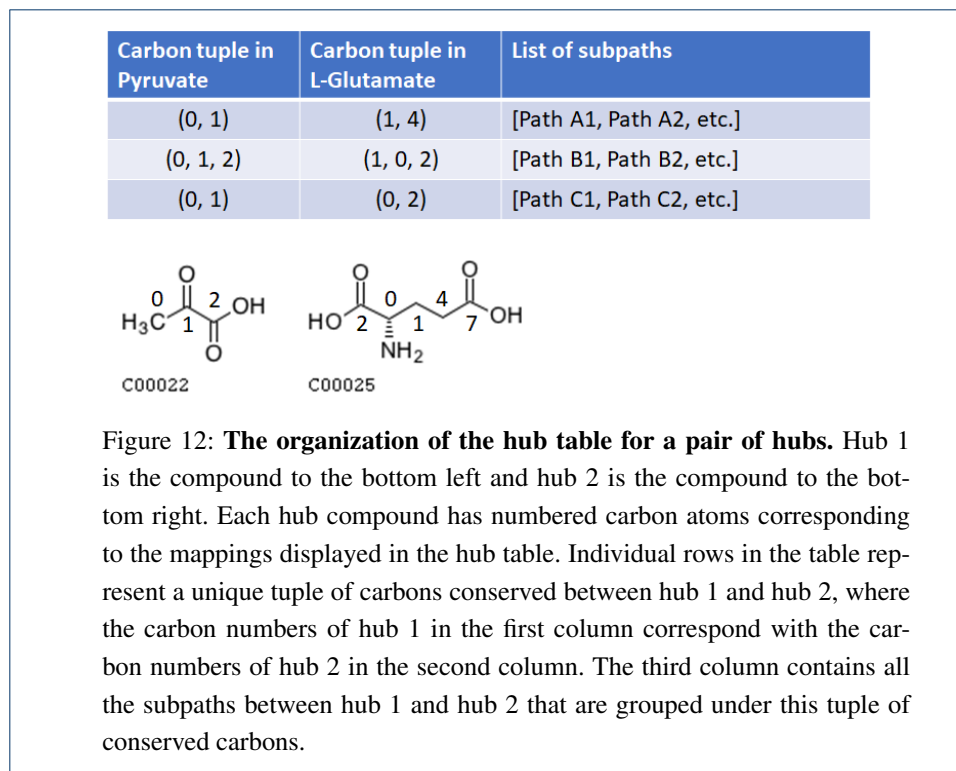 Carbon tuple in Pyruvate Carbon tuple in L-Glutamate List of subpaths
(0, 1) (1, 4) [Path A1, Path A2, etc.]
(0, 1, 2) (1, 0, 2) [Path B1, Path B2, etc.]
(0, 1) (0, 2) [Path C1, Path C2, etc.]
O O O
0 2 OH 0 4
H₃C 1 HO 2 1 7 OH
O NH₂
C00022 C00025
Figure 12: The organization of the hub table for a pair of hubs. Hub 1
is the compound to the bottom left and hub 2 is the compound to the bot-
tom right. Each hub compound has numbered carbon atoms corresponding
to the mappings displayed in the hub table. Individual rows in the table rep-
resent a unique tuple of carbons conserved between hub 1 and hub 2, where
the carbon numbers of hub 1 in the first column correspond with the car-
bon numbers of hub 2 in the second column. The third column contains all
the subpaths between hub 1 and hub 2 that are grouped under this tuple of
conserved carbons.